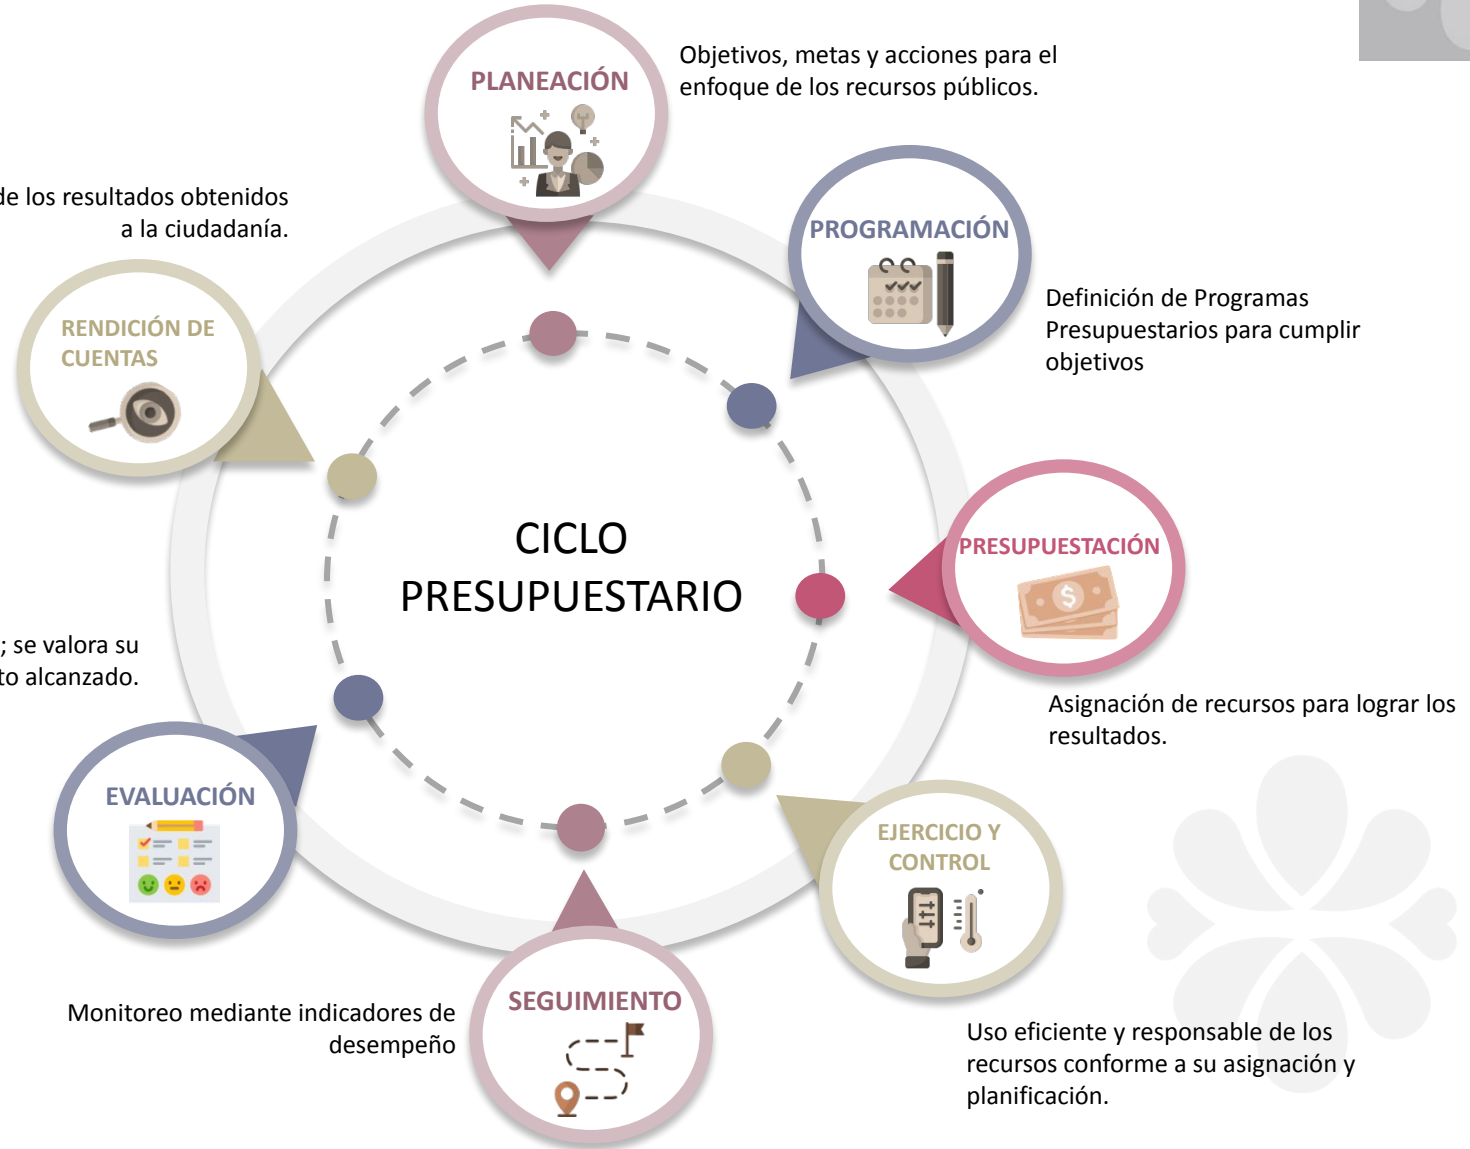 PLANEACIÓN
Objetivos, metas y acciones para el
enfoque de los recursos públicos.
PROGRAMACIÓN
Definición de Programas
Presupuestarios para cumplir
objetivos
PRESUPUESTACIÓN
$
Asignación de recursos para lograr los
resultados.
EJERCICIO Y
CONTROL
Uso eficiente y responsable de los
recursos conforme a su asignación y
planificación.
SEGUIMIENTO
Monitoreo mediante indicadores de
desempeño
EVALUACIÓN
; se valora su
to alcanzado.
RENDICIÓN DE
CUENTAS
de los resultados obtenidos
a la ciudadanía.
CICLO
PRESUPUESTARIO